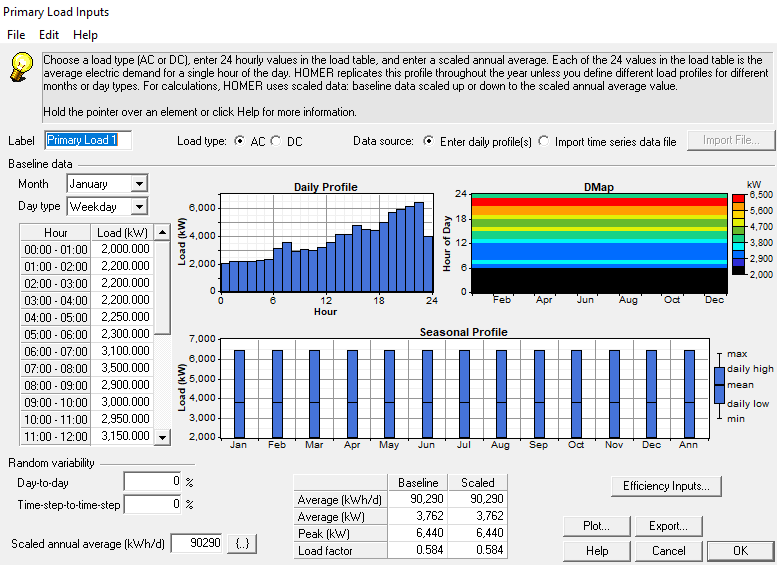 Primary Load Inputs
File Edit Help
Choose a load type (AC or DC), enter 24 hourly values in the load table, and enter a scaled annual average. Each of the 24 values in the load table is the
average electric demand for a single hour of the day. HOMER replicates this profile throughout the year unless you define different load profiles for different
months or day types. For calculations, HOMER uses scaled data: baseline data scaled up or down to the scaled annual average value.
Hold the pointer over an element or click Help for more information.
Label Primary Load 1 Load type: AC DC Data source: Enter daily profile(s) Import time series data file Import File...
Baseline data
Month January
Day type Weekday
Hour Load (kW)
00:00 - 01:00 2,000.000
01:00 - 02:00 2,200.000
02:00 - 03:00 2,200.000
03:00 - 04:00 2,200.000
04:00 - 05:00 2,250.000
05:00 - 06:00 2,300.000
06:00 - 07:00 3,100.000
07:00 - 08:00 3,500.000
08:00 - 09:00 2,900.000
09:00 - 10:00 3,000.000
10:00 - 11:00 2,950.000
11:00 - 12:00 3,150.000
Daily Profile
Load (kW)
6,000
4,000
2,000
0
0 6 12 18 24
Hour
DMap
Hour of Day
24
18
12
6
0
Feb Apr Jun Aug Oct Dec
kW
6,500
5,600
4,700
3,800
2,900
2,000
Seasonal Profile
Load (kW)
7,000
6,000
5,000
4,000
3,000
2,000
Jan Feb Mar Apr May Jun Jul Aug Sep Oct Nov Dec Ann
max
daily high
mean
daily low
min
Random variability
Day-to-day 0 %
Time-step-to-time-step 0 %
Scaled annual average (kWh/d) 90290 {..}
Baseline Scaled
Average (kWh/d) 90,290 90,290
Average (kW) 3,762 3,762
Peak (kW) 6,440 6,440
Load factor 0.584 0.584
Efficiency Inputs...
Plot... Export...
Help Cancel OK